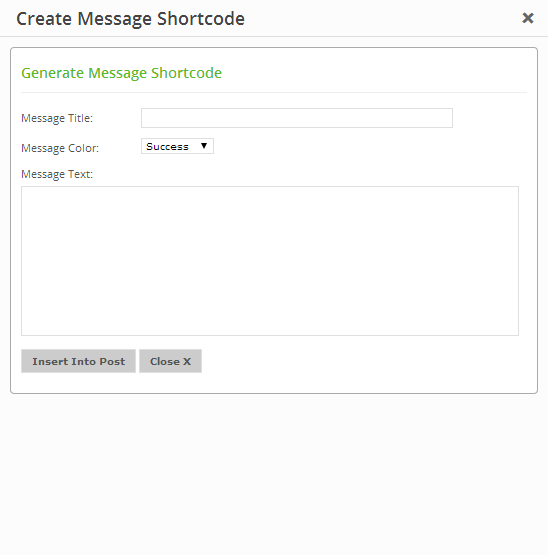 Create Message Shortcode
Generate Message Shortcode
Message Title:
Message Color: Success
Message Text:
Insert Into Post Close X